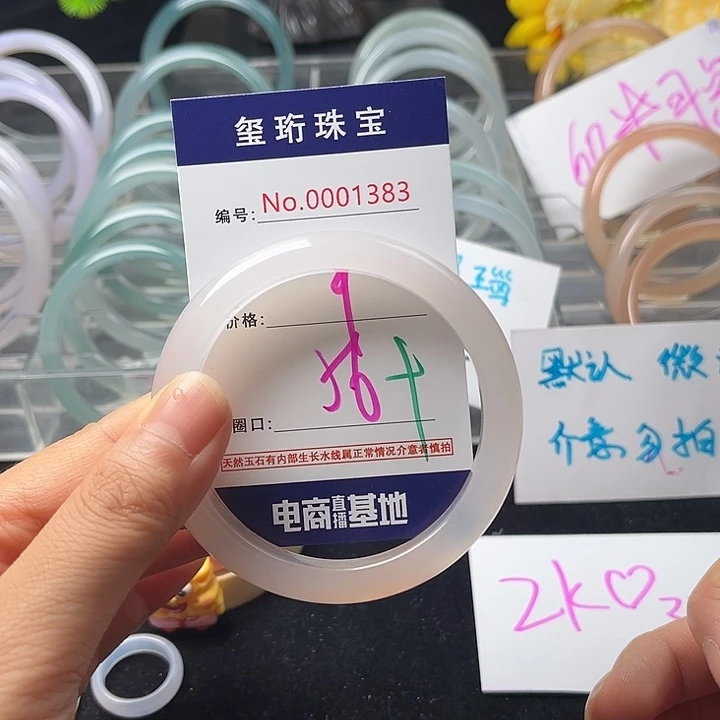 玺珩珠宝
编号: No.0001383
价格:
9
56 +
圈口:
天然玉石有内部生长水线属正常情况介意者慎拍
电商直播基地
默认 微
介意勿拍
2k♡